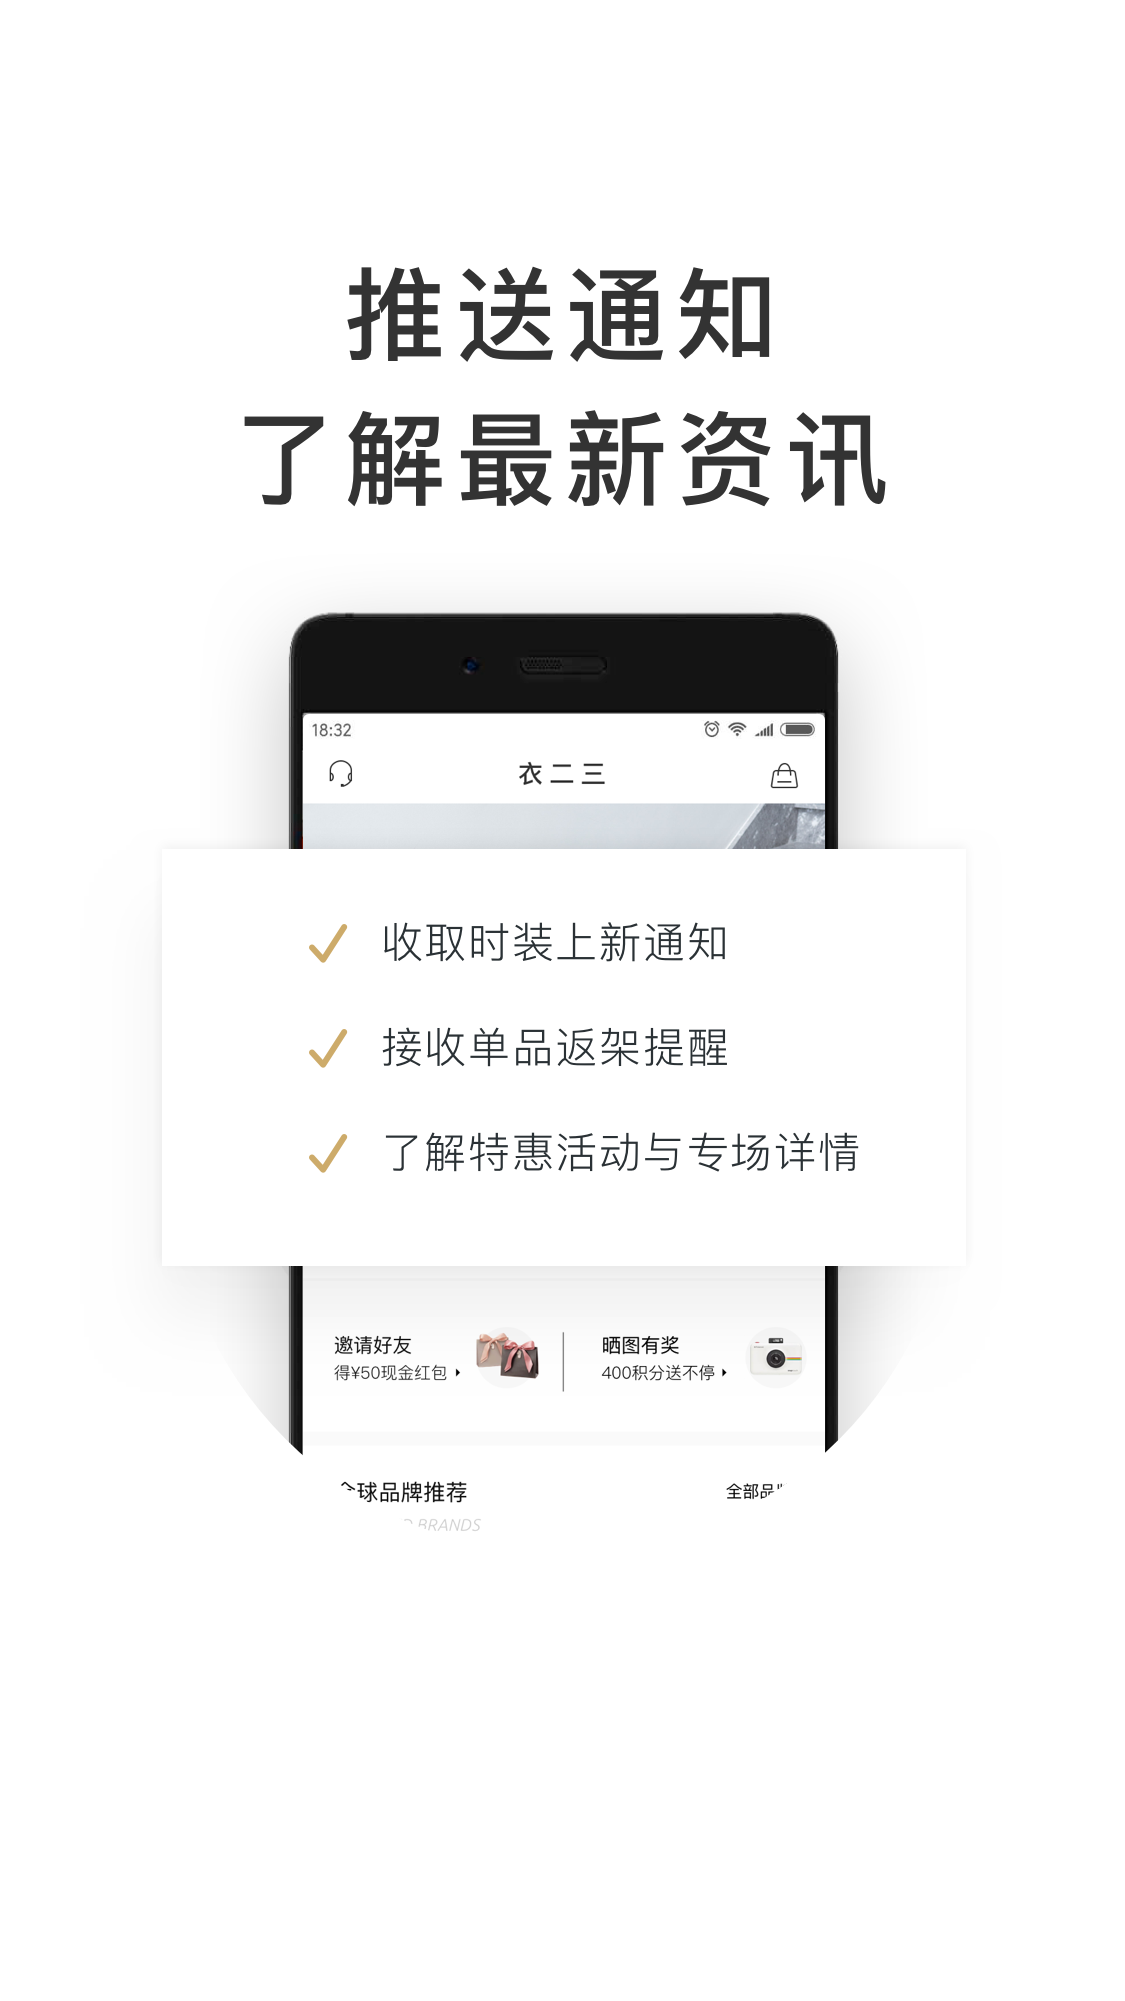 推送通知
了解最新资讯
18:32
衣二三
收取时装上新通知
接收单品返架提醒
了解特惠活动与专场详情
邀请好友
得¥50现金红包
晒图有奖
400积分送不停
球品牌推荐
全部品
BRANDS